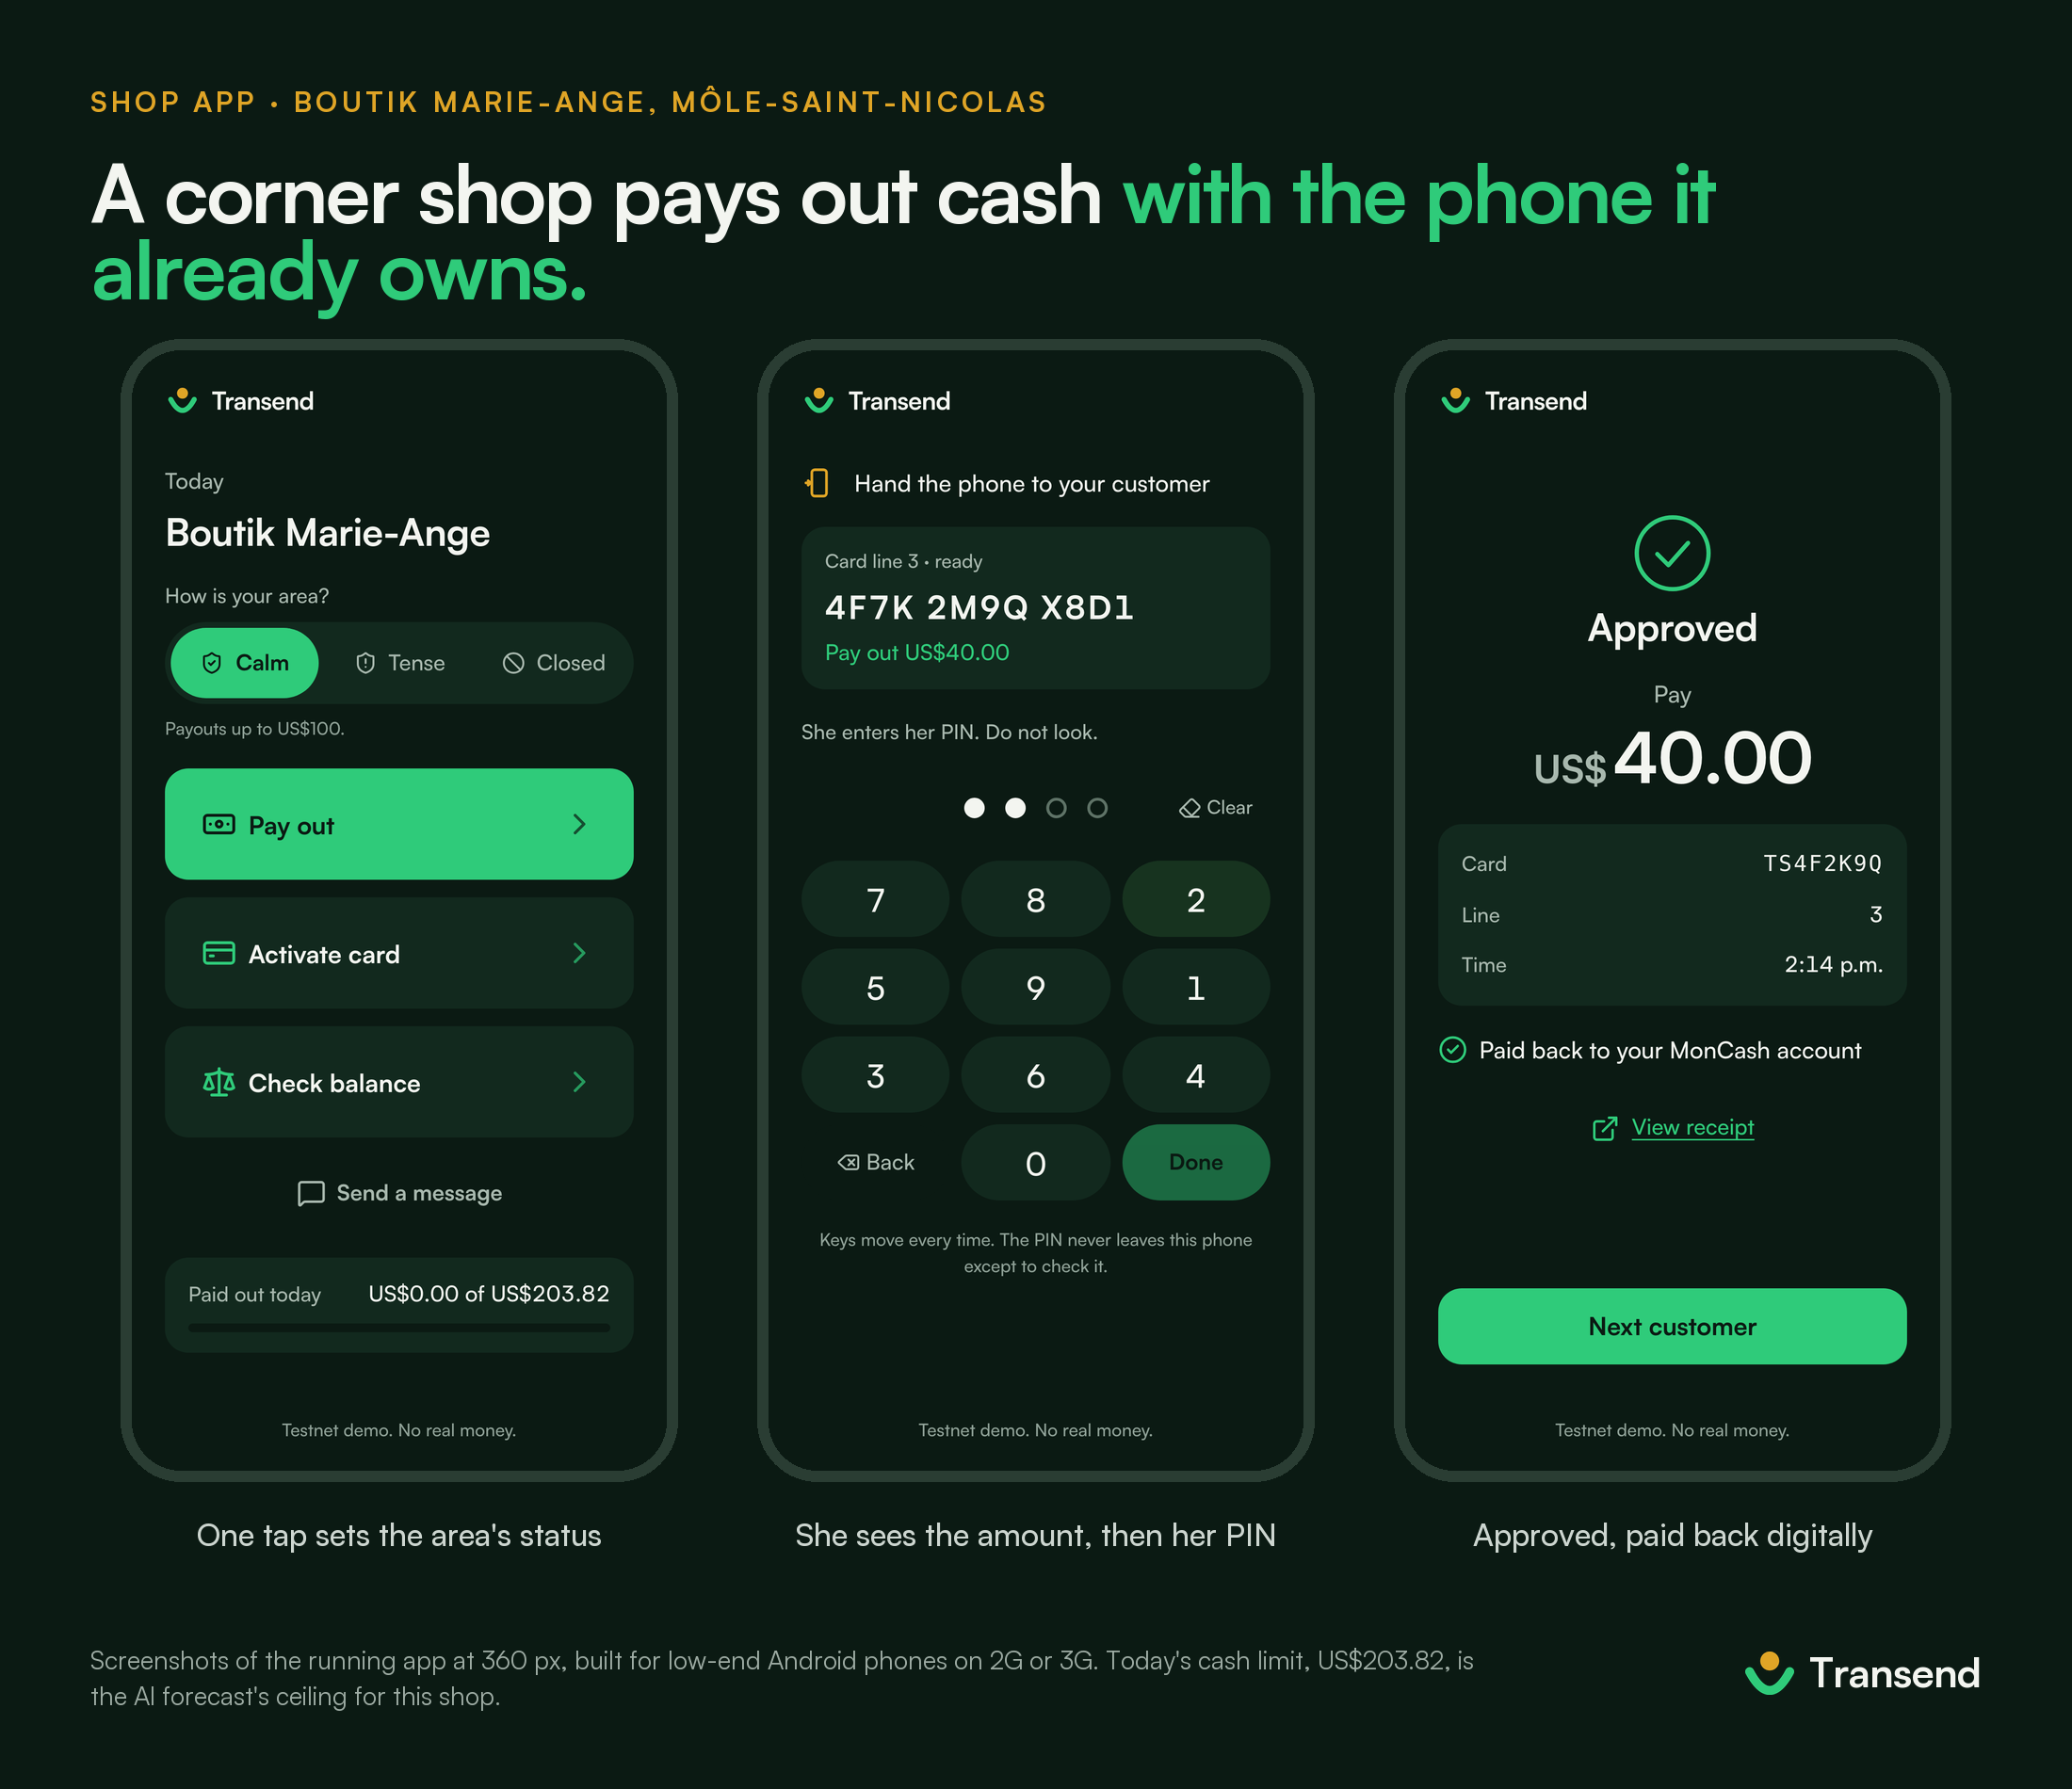 SHOP APP · BOUTIK MARIE-ANGE, MÔLE-SAINT-NICOLAS
A corner shop pays out cash with the phone it
already owns.
Transend
Today
Boutik Marie-Ange
How is your area?
Calm
Tense
Closed
Payouts up to US$100.
Pay out
Activate card
Check balance
Send a message
Paid out today US$0.00 of US$203.82
Testnet demo. No real money.
One tap sets the area's status
Transend
Hand the phone to your customer
Card line 3 · ready
4F7K 2M9Q X8D1
Pay out US$40.00
She enters her PIN. Do not look.
Clear
7 8 2
5 9 1
3 6 4
Back 0 Done
Keys move every time. The PIN never leaves this phone
except to check it.
Testnet demo. No real money.
She sees the amount, then her PIN
Transend
Approved
Pay
US$40.00
Card TS4F2K9Q
Line 3
Time 2:14 p.m.
Paid back to your MonCash account
View receipt
Next customer
Testnet demo. No real money.
Approved, paid back digitally
Screenshots of the running app at 360 px, built for low-end Android phones on 2G or 3G. Today's cash limit, US$203.82, is
the AI forecast's ceiling for this shop.
Transend